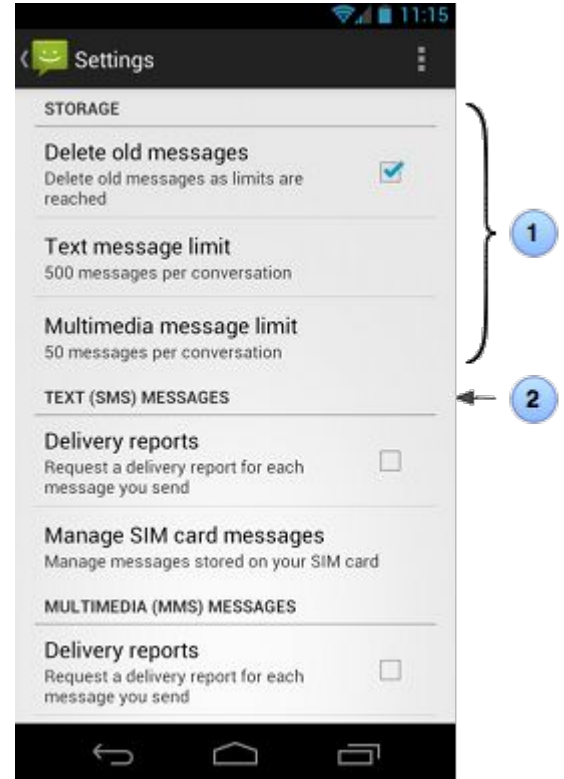 11:15
Settings
STORAGE
Delete old messages
Delete old messages as limits are
reached
1
Text message limit
500 messages per conversation
Multimedia message limit
50 messages per conversation
TEXT (SMS) MESSAGES
2
Delivery reports
Request a delivery report for each
message you send
Manage SIM card messages
Manage messages stored on your SIM card
MULTIMEDIA (MMS) MESSAGES
Delivery reports
Request a delivery report for each
message you send